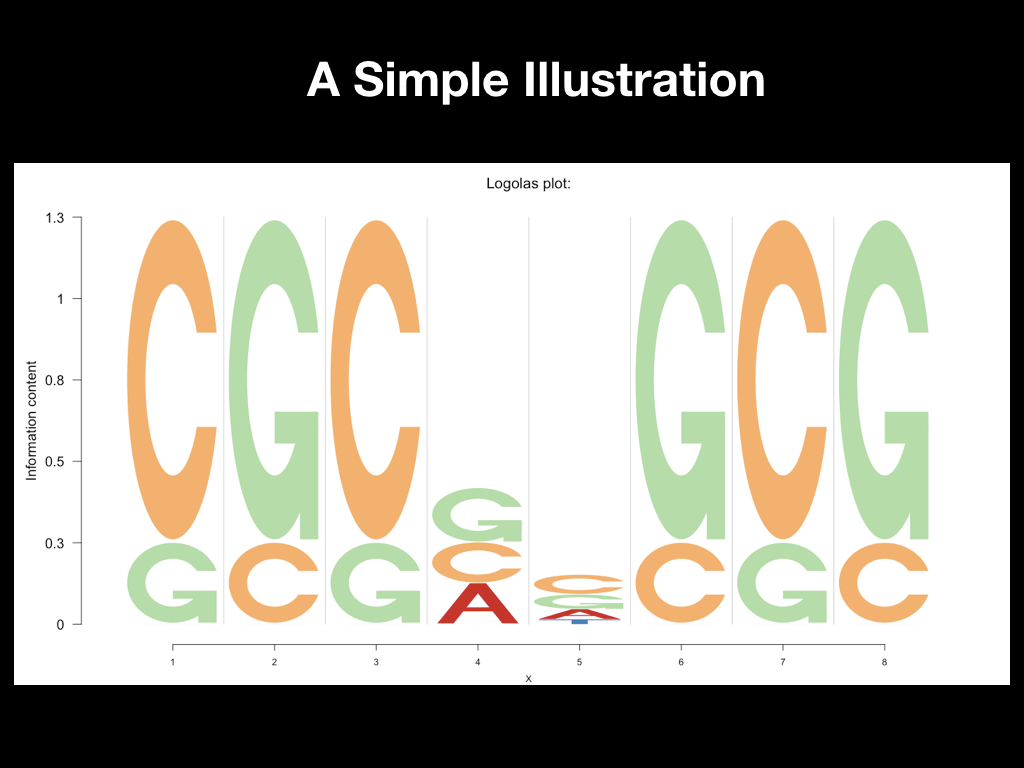 A Simple Illustration
Logolas plot:
Information content
1.3
1
0.8
0.5
0.3
0
C G C G C G C G
G C G C A C G A T C G C
1 2 3 4 5 6 7 8
X